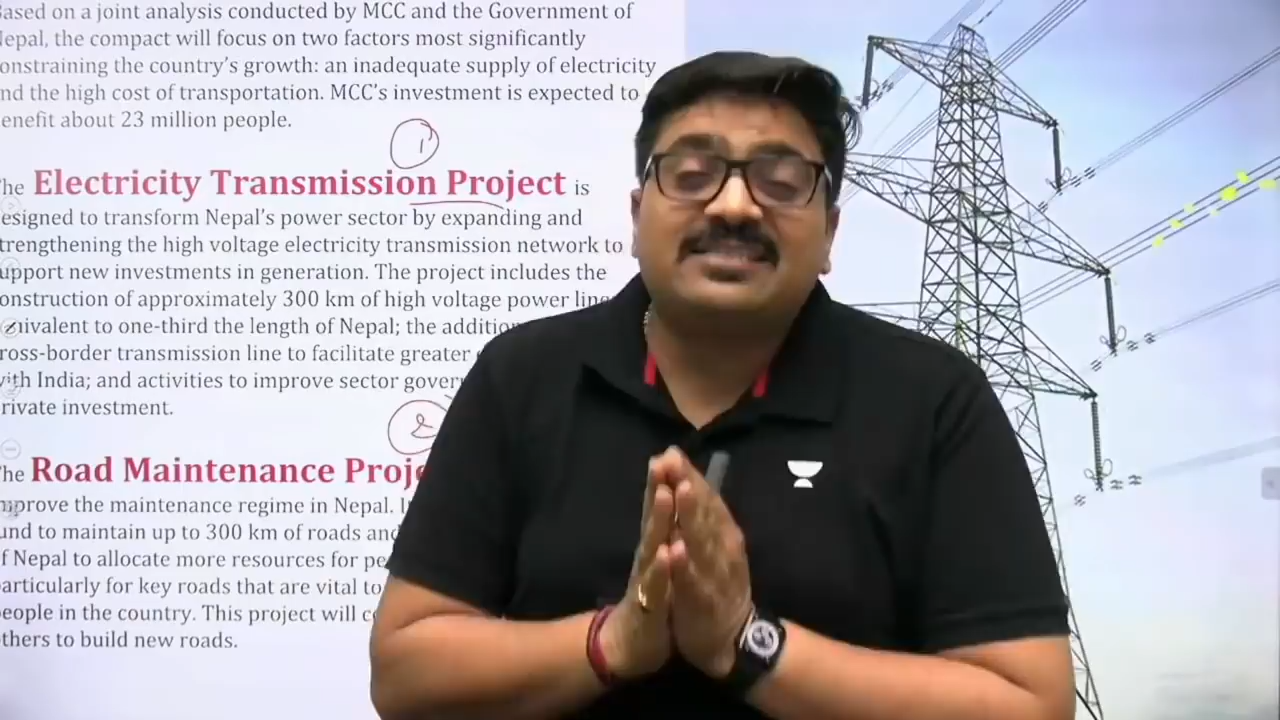 ased on a joint analysis conducted by MCC and the Government of
epal, the compact will focus on two factors most significantly
onstraining the country's growth: an inadequate supply of electricity
nd the high cost of transportation. MCC's investment is expected to
enefit about 23 million people.
1
he Electricity Transmission Project is
esigned to transform Nepal's power sector by expanding and
trengthening the high voltage electricity transmission network to
upport new investments in generation. The project includes the
onstruction of approximately 300 km of high voltage power line
uivalent to one-third the length of Nepal; the addition
ross-border transmission line to facilitate greater
with India; and activities to improve sector gover
rivate investment.
2
he Road Maintenance Proje
mprove the maintenance regime in Nepal. I
und to maintain up to 300 km of roads and
f Nepal to allocate more resources for pe
articularly for key roads that are vital to
eople in the country. This project will c
thers to build new roads.